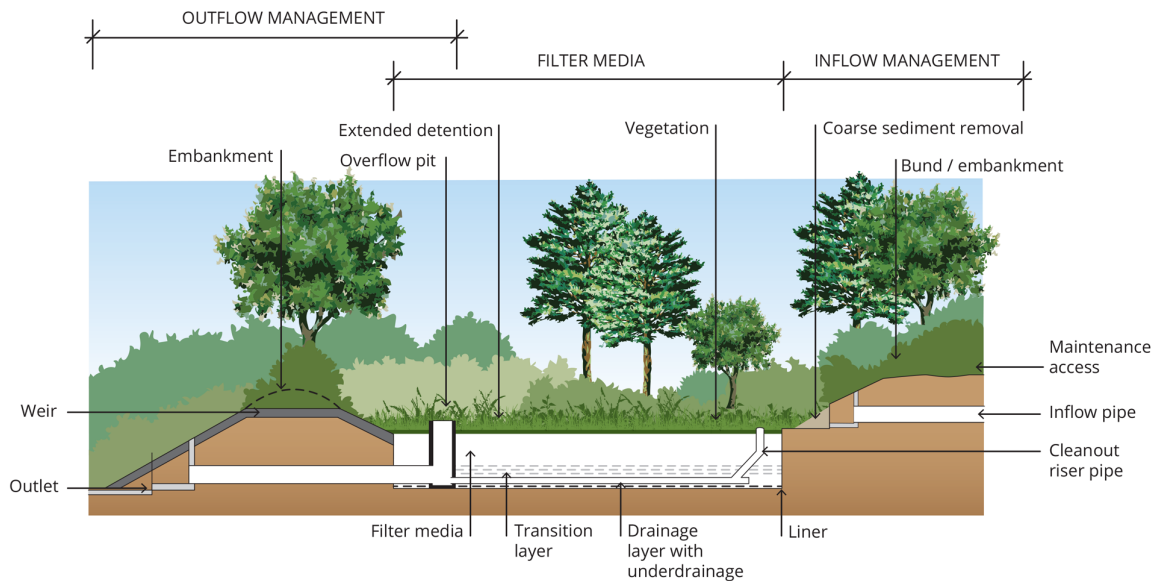 OUTFLOW MANAGEMENT
FILTER MEDIA
INFLOW MANAGEMENT
Extended detention
Vegetation
Coarse sediment removal
Embankment
Overflow pit
Bund / embankment
Maintenance
access
Weir
Inflow pipe
Cleanout
riser pipe
Outlet
Filter media
Transition
layer
Drainage
layer with
underdrainage
Liner